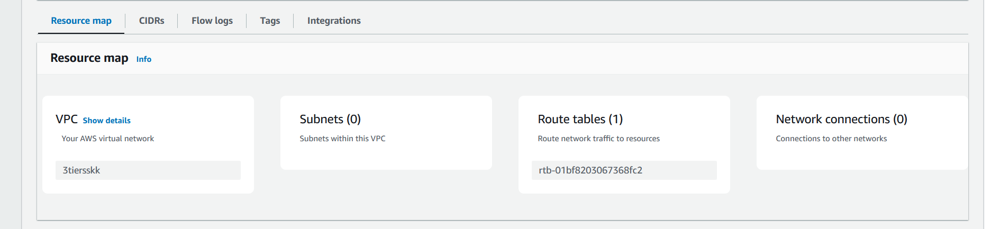 Resource map
CIDRs
Flow logs
Tags
Integrations
Resource map Info
VPC Show details
Your AWS virtual network
3tiersskk
Subnets (0)
Subnets within this VPC
Route tables (1)
Route network traffic to resources
rtb-01bf8203067368fc2
Network connections (0)
Connections to other networks